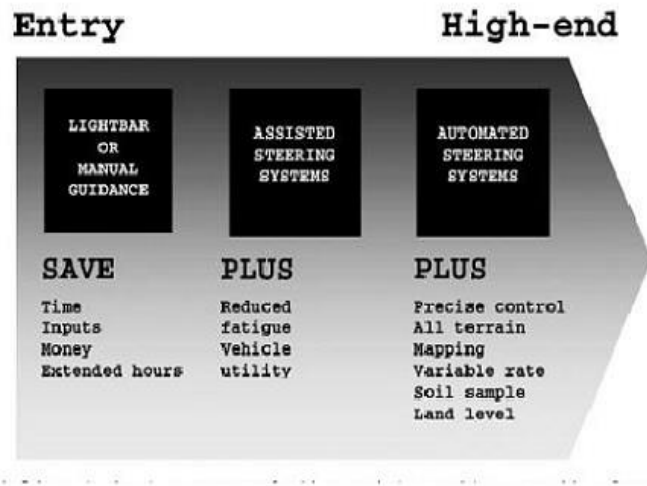 Entry
High-end
LIGHTBAR
OR
MANUAL
GUIDANCE
ASSISTED
STEERING
SYSTEMS
AUTOMATED
STEERING
SYSTEMS
SAVE
Time
Inputs
Money
Extended hours
PLUS
Reduced
fatigue
Vehicle
utility
PLUS
Precise control
All terrain
Mapping
Variable rate
Soil sample
Land level